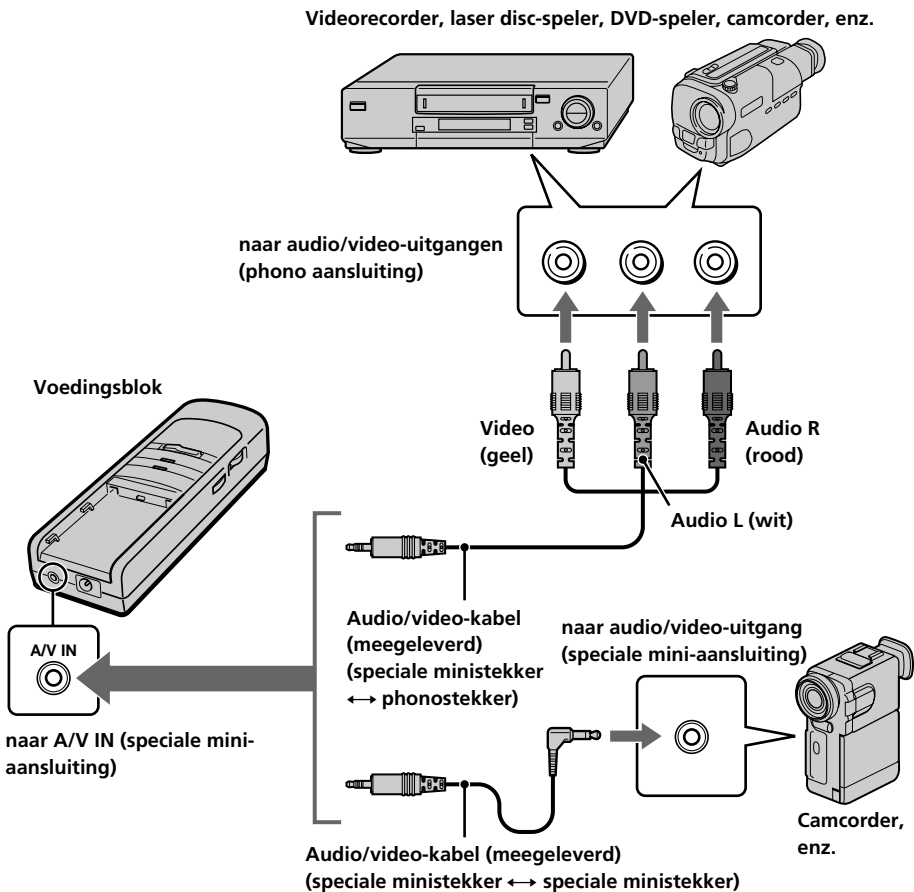 Videorecorder, laser disc-speler, DVD-speler, camcorder, enz.
naar audio/video-uitgangen
(phono aansluiting)
Voedingsblok
Video
(geel)
Audio R
(rood)
Audio L (wit)
A/V IN
naar A/V IN (speciale mini-
aansluiting)
Audio/video-kabel
(meegeleverd)
(speciale ministekker
⟷ phonostekker)
naar audio/video-uitgang
(speciale mini-aansluiting)
Camcorder,
enz.
Audio/video-kabel (meegeleverd)
(speciale ministekker ⟷ speciale ministekker)